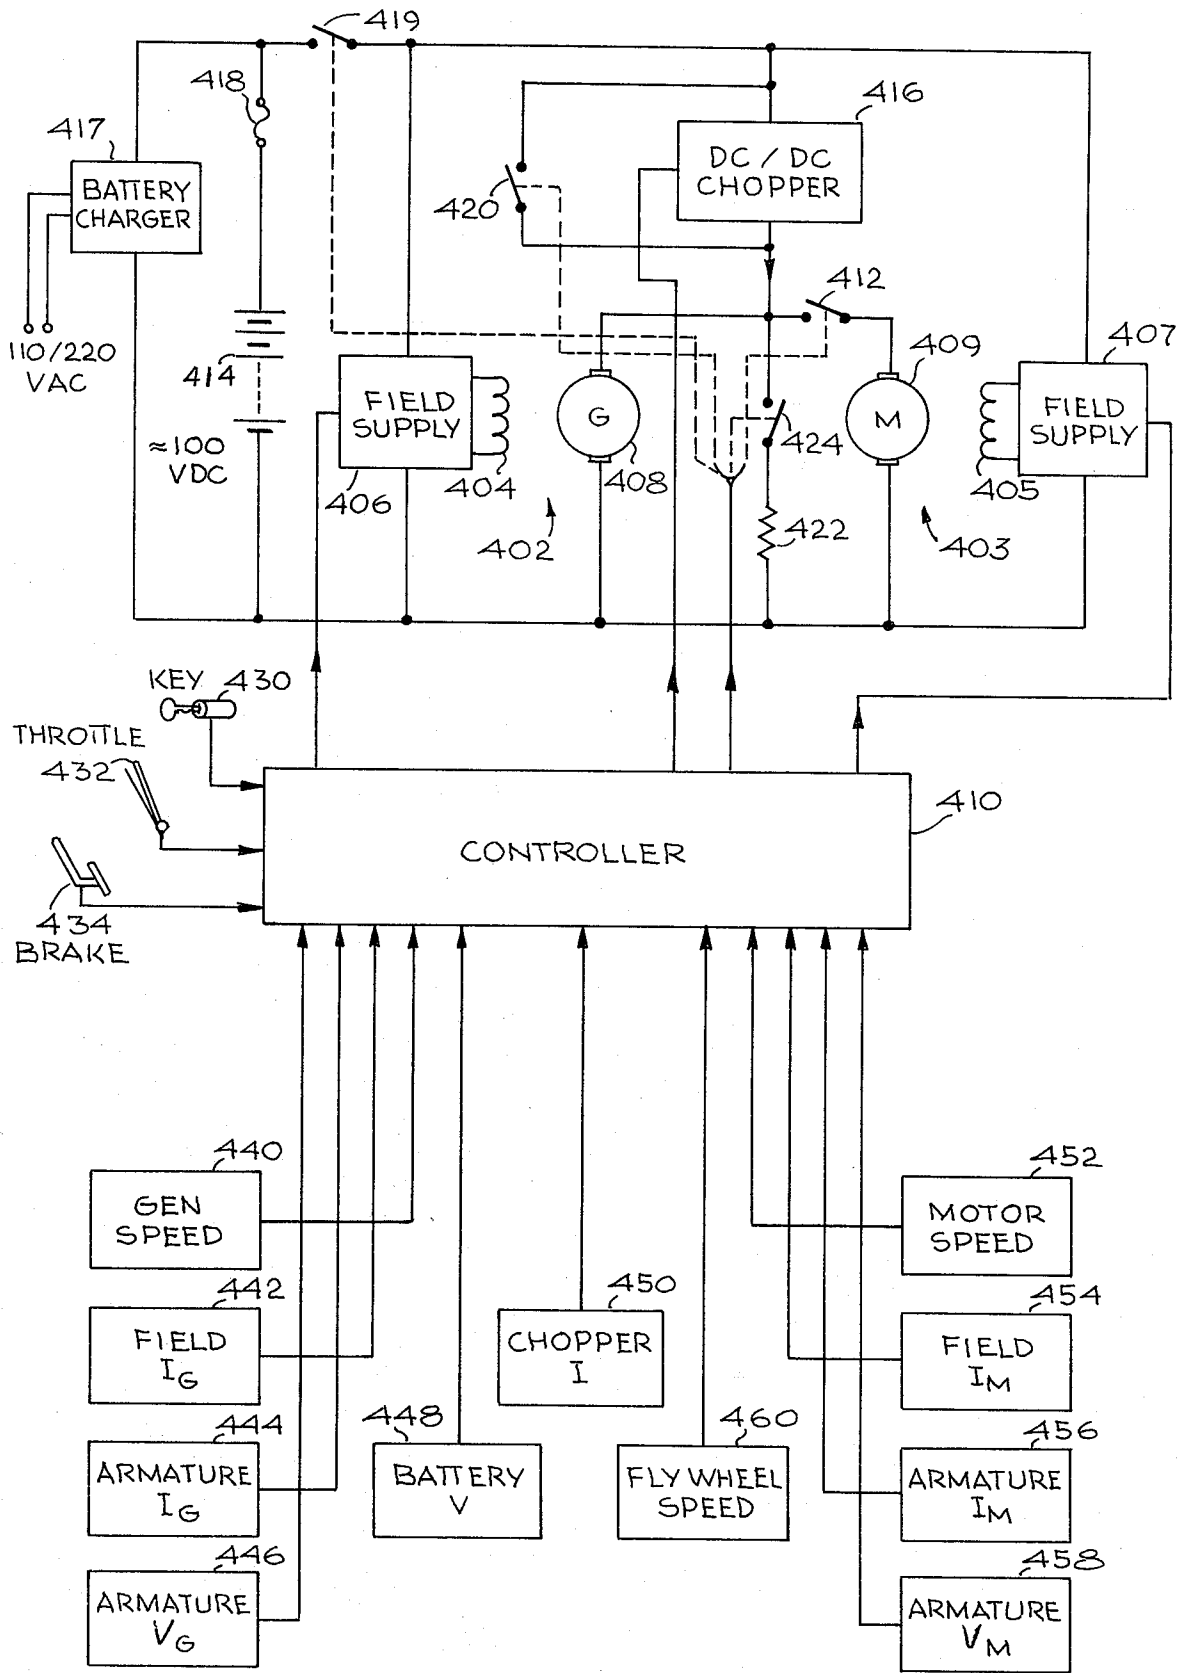 419
418
416
417
DC / DC
CHOPPER
BATTERY
CHARGER
420
412
110/220
VAC
414
409
407
FIELD
SUPPLY
G
M
FIELD
SUPPLY
424
≈100
VDC
406
404
408
405
402
422
403
KEY
430
THROTTLE
432
410
CONTROLLER
434
BRAKE
440
GEN
SPEED
452
MOTOR
SPEED
442
FIELD
IG
450
CHOPPER
I
454
FIELD
IM
444
ARMATURE
IG
448
BATTERY
V
460
FLYWHEEL
SPEED
456
ARMATURE
IM
446
ARMATURE
VG
458
ARMATURE
VM